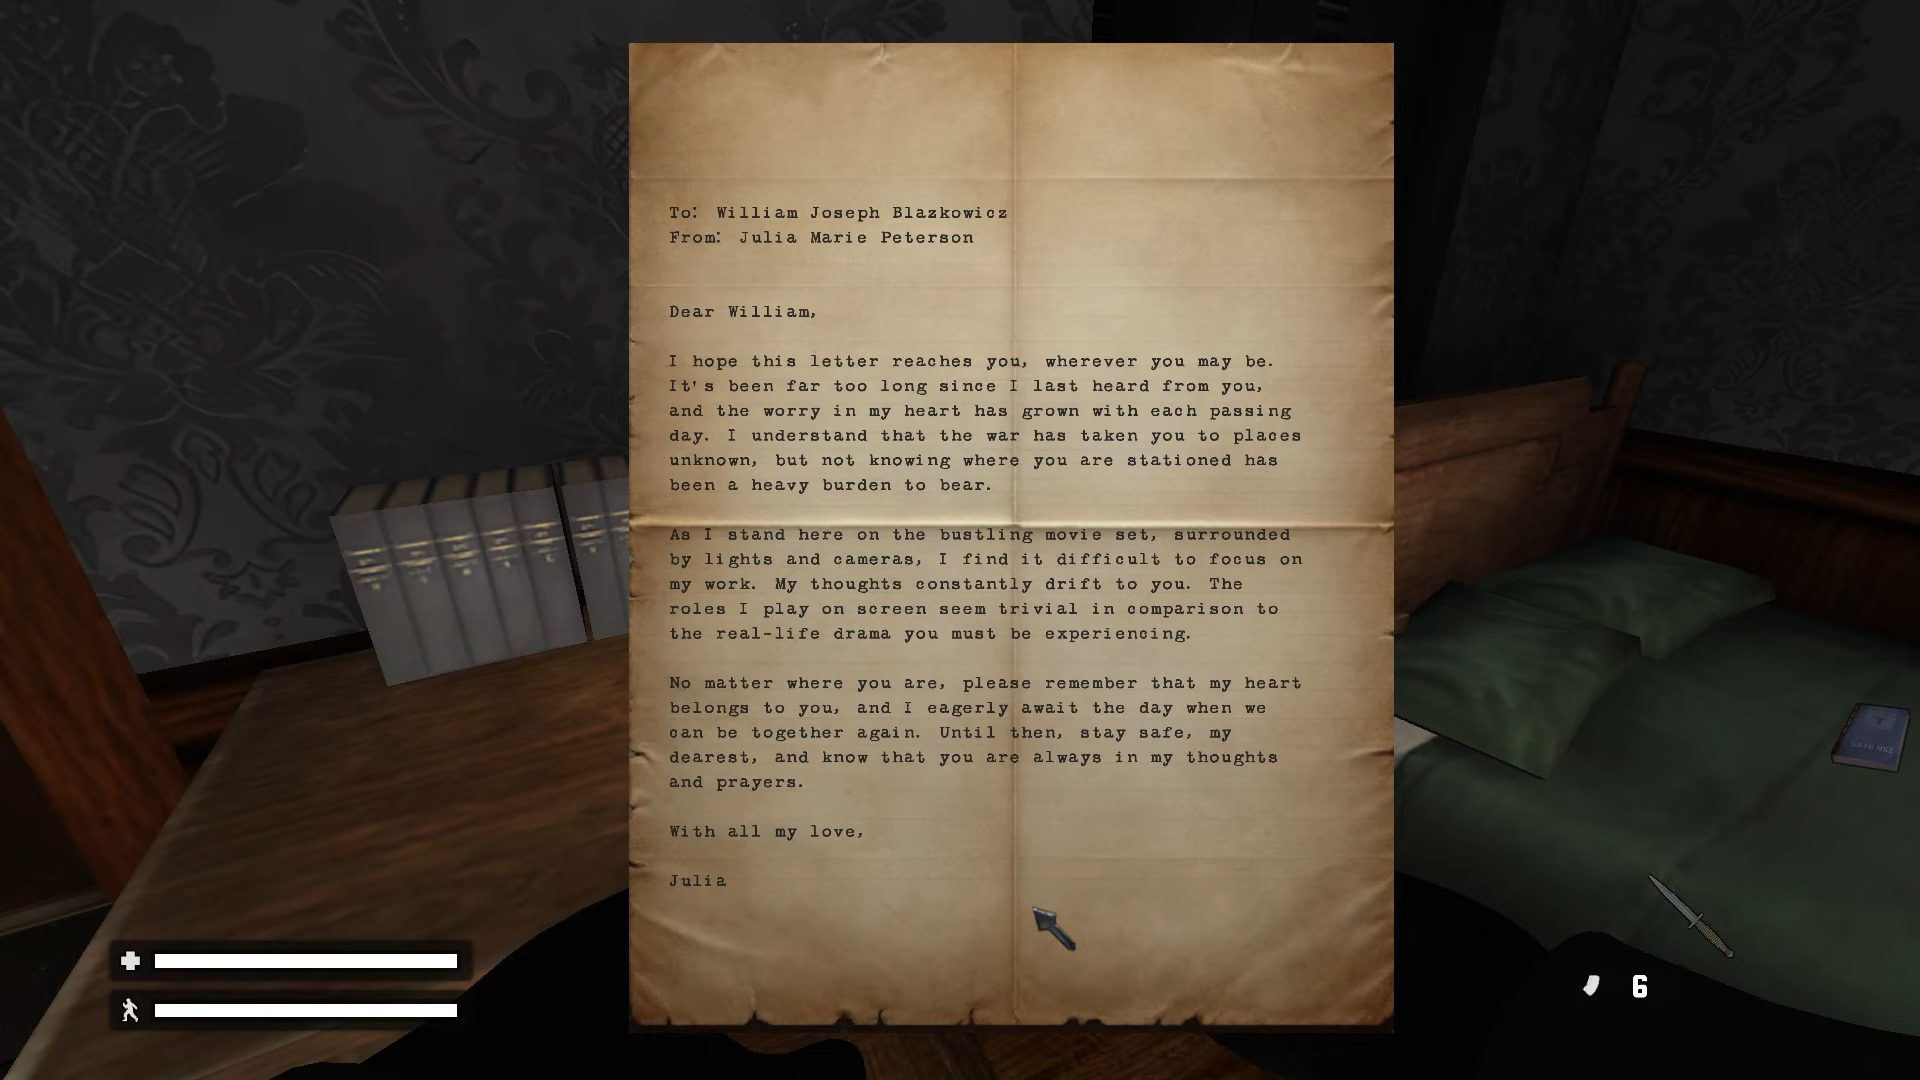 To: William Joseph Blazkowicz
From: Julia Marie Peterson
Dear William,
I hope this letter reaches you, wherever you may be.
It's been far too long since I last heard from you,
and the worry in my heart has grown with each passing
day. I understand that the war has taken you to places
unknown, but not knowing where you are stationed has
been a heavy burden to bear.
As I stand here on the bustling movie set, surrounded
by lights and cameras, I find it difficult to focus on
my work. My thoughts constantly drift to you. The
roles I play on screen seem trivial in comparison to
the real-life drama you must be experiencing.
No matter where you are, please remember that my heart
belongs to you, and I eagerly await the day when we
can be together again. Until then, stay safe, my
dearest, and know that you are always in my thoughts
and prayers.
With all my love,
Julia
6